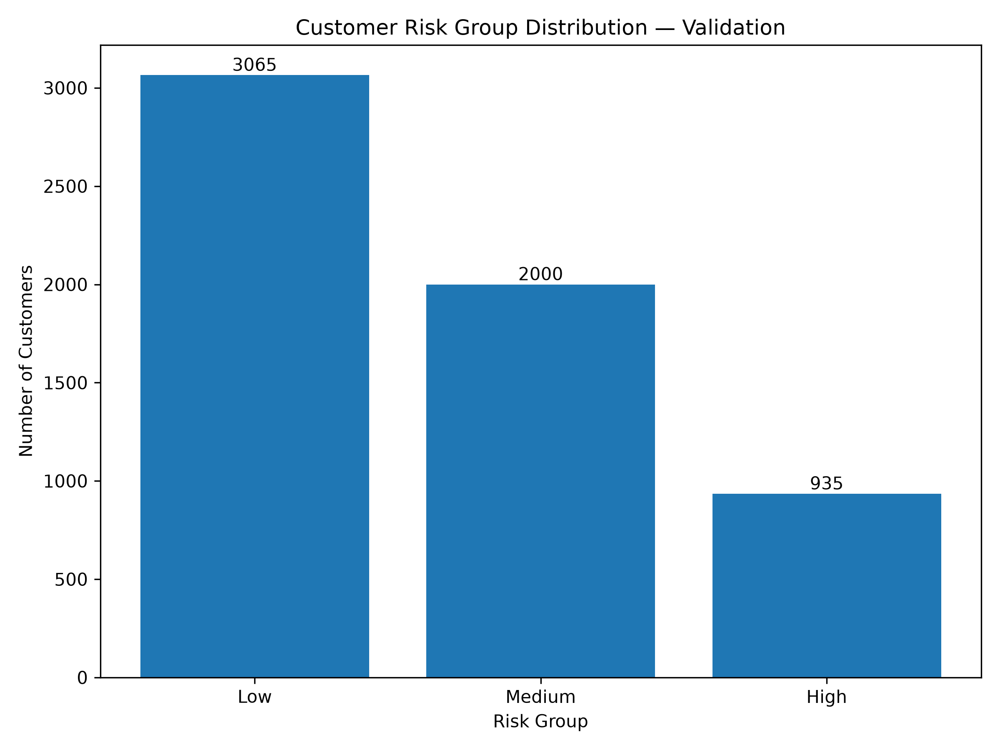 Customer Risk Group Distribution — Validation
3065
3000
2500
2000
2000
1500
1000
935
500
0
Number of Customers
Low
Medium
High
Risk Group